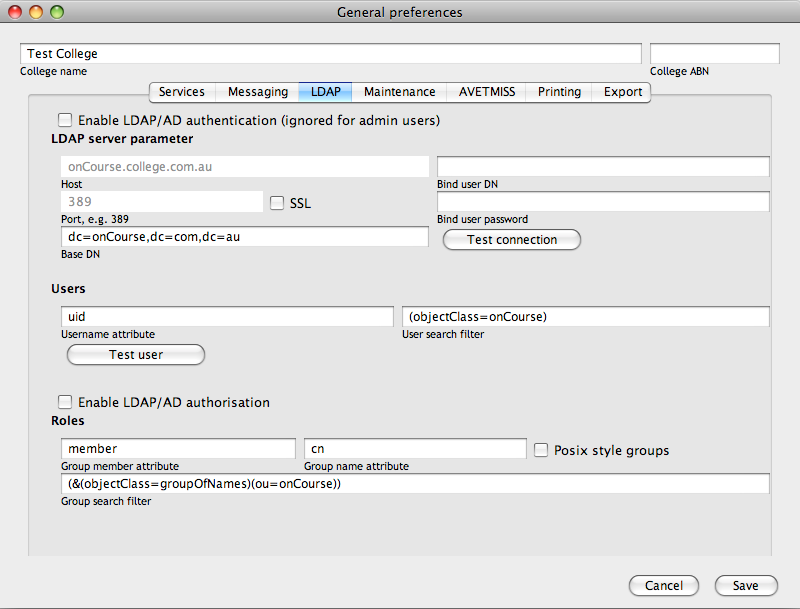 General preferences
Test College
College name
College ABN
Services Messaging LDAP Maintenance AVETMISS Printing Export
Enable LDAP/AD authentication (ignored for admin users)
LDAP server parameter
onCourse.college.com.au
Host
Bind user DN
389
SSL
Port, e.g. 389
Bind user password
dc=onCourse,dc=com,dc=au
Test connection
Base DN
Users
uid
(objectClass=onCourse)
Username attribute
User search filter
Test user
Enable LDAP/AD authorisation
Roles
member
cn
Posix style groups
Group member attribute
Group name attribute
(&(objectClass=groupOfNames)(ou=onCourse))
Group search filter
Cancel
Save